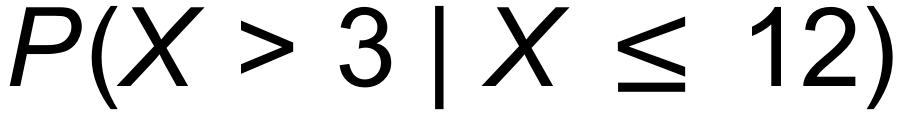 P(X > 3 | X ≤ 12)